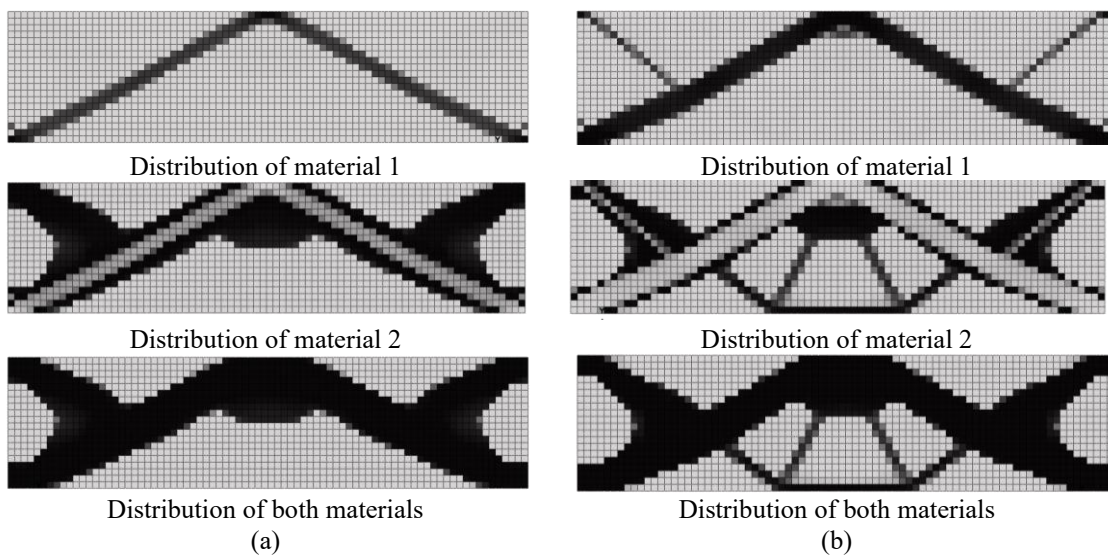 Distribution of material 1
Distribution of material 1
Distribution of material 2
Distribution of material 2
Distribution of both materials
Distribution of both materials
(a)
(b)